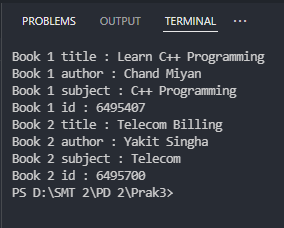 PROBLEMS OUTPUT TERMINAL ...
Book 1 title : Learn C++ Programming
Book 1 author : Chand Miyan
Book 1 subject : C++ Programming
Book 1 id : 6495407
Book 2 title : Telecom Billing
Book 2 author : Yakit Singha
Book 2 subject : Telecom
Book 2 id : 6495700
PS D:\SMT 2\PD 2\Prak3>